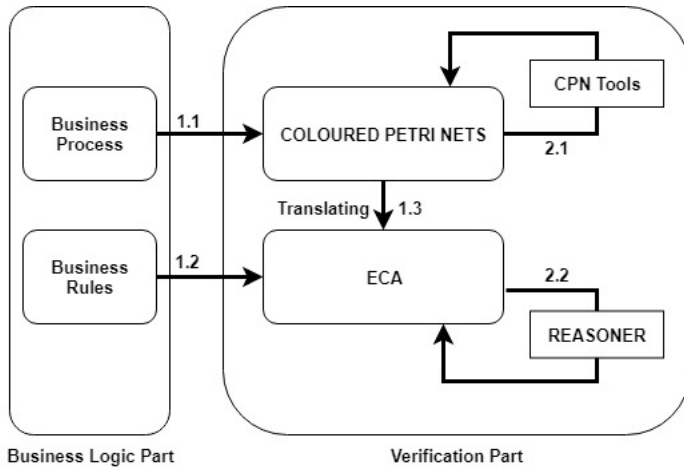 CPN Tools
Business
Process
1.1
COLOURED PETRI NETS
2.1
Translating
1.3
Business
Rules
1.2
ECA
2.2
REASONER
Business Logic Part
Verification Part